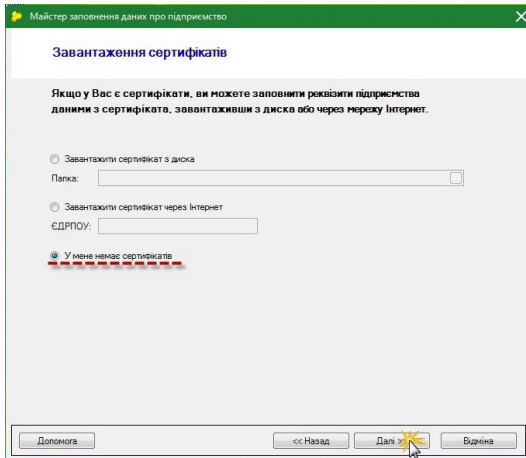 Майстер заповнення даних про підприємство
Завантаження сертифікатів
Якщо у Вас є сертифікати, ви можете заповнити реквізити підприємства
даними з сертифіката, завантаживши з диска або через мережу Інтернет.
Завантажити сертифікат з диска
Папка:
...
Завантажити сертифікат через Інтернет
ЄДРПОУ:
У мене немає сертифікатів
Допомога
<< Назад
Далі >>
Відміна